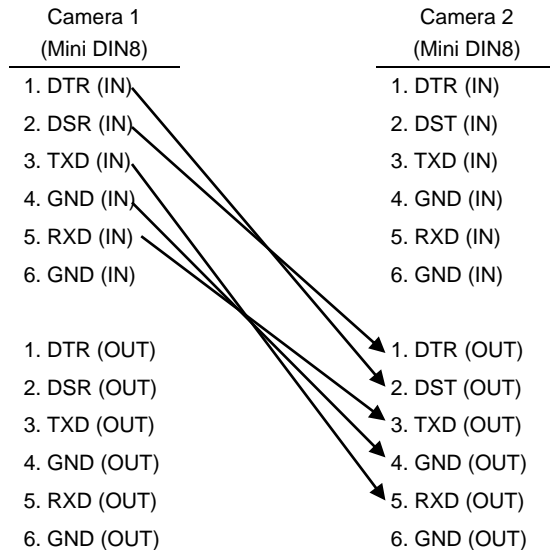 Camera 1
(Mini DIN8)
1. DTR (IN)
2. DSR (IN)
3. TXD (IN)
4. GND (IN)
5. RXD (IN)
6. GND (IN)
1. DTR (OUT)
2. DSR (OUT)
3. TXD (OUT)
4. GND (OUT)
5. RXD (OUT)
6. GND (OUT)
Camera 2
(Mini DIN8)
1. DTR (IN)
2. DST (IN)
3. TXD (IN)
4. GND (IN)
5. RXD (IN)
6. GND (IN)
1. DTR (OUT)
2. DST (OUT)
3. TXD (OUT)
4. GND (OUT)
5. RXD (OUT)
6. GND (OUT)